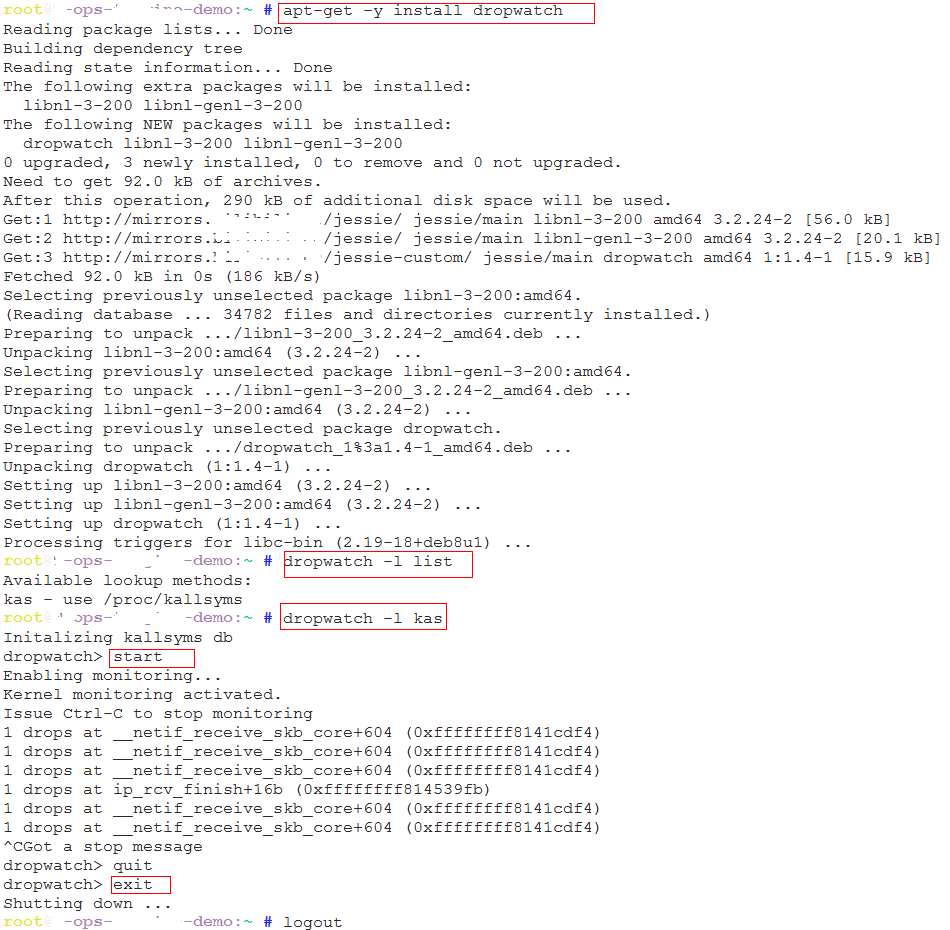 root@ -ops- -demo:~ # apt-get -y install dropwatch
Reading package lists... Done
Building dependency tree
Reading state information... Done
The following extra packages will be installed:
  libnl-3-200 libnl-genl-3-200
The following NEW packages will be installed:
  dropwatch libnl-3-200 libnl-genl-3-200
0 upgraded, 3 newly installed, 0 to remove and 0 not upgraded.
Need to get 92.0 kB of archives.
After this operation, 290 kB of additional disk space will be used.
Get:1 http://mirrors. /jessie/ jessie/main libnl-3-200 amd64 3.2.24-2 [56.0 kB]
Get:2 http://mirrors. /jessie/ jessie/main libnl-genl-3-200 amd64 3.2.24-2 [20.1 kB]
Get:3 http://mirrors. /jessie-custom/ jessie/main dropwatch amd64 1:1.4-1 [15.9 kB]
Fetched 92.0 kB in 0s (186 kB/s)
Selecting previously unselected package libnl-3-200:amd64.
(Reading database ... 34782 files and directories currently installed.)
Preparing to unpack .../libnl-3-200_3.2.24-2_amd64.deb ...
Unpacking libnl-3-200:amd64 (3.2.24-2) ...
Selecting previously unselected package libnl-genl-3-200:amd64.
Preparing to unpack .../libnl-genl-3-200_3.2.24-2_amd64.deb ...
Unpacking libnl-genl-3-200:amd64 (3.2.24-2) ...
Selecting previously unselected package dropwatch.
Preparing to unpack .../dropwatch_1%3a1.4-1_amd64.deb ...
Unpacking dropwatch (1:1.4-1) ...
Setting up libnl-3-200:amd64 (3.2.24-2) ...
Setting up libnl-genl-3-200:amd64 (3.2.24-2) ...
Setting up dropwatch (1:1.4-1) ...
Processing triggers for libc-bin (2.19-18+deb8u1) ...
root@ -ops- -demo:~ # dropwatch -l list
Available lookup methods:
kas - use /proc/kallsyms
root@ ops- -demo:~ # dropwatch -l kas
Initalizing kallsyms db
dropwatch> start
Enabling monitoring...
Kernel monitoring activated.
Issue Ctrl-C to stop monitoring
1 drops at __netif_receive_skb_core+604 (0xffffffff8141cdf4)
1 drops at __netif_receive_skb_core+604 (0xffffffff8141cdf4)
1 drops at __netif_receive_skb_core+604 (0xffffffff8141cdf4)
1 drops at ip_rcv_finish+16b (0xffffffff814539fb)
1 drops at __netif_receive_skb_core+604 (0xffffffff8141cdf4)
1 drops at __netif_receive_skb_core+604 (0xffffffff8141cdf4)
^CGot a stop message
dropwatch> quit
dropwatch> exit
Shutting down ...
root@ -ops- -demo:~ # logout